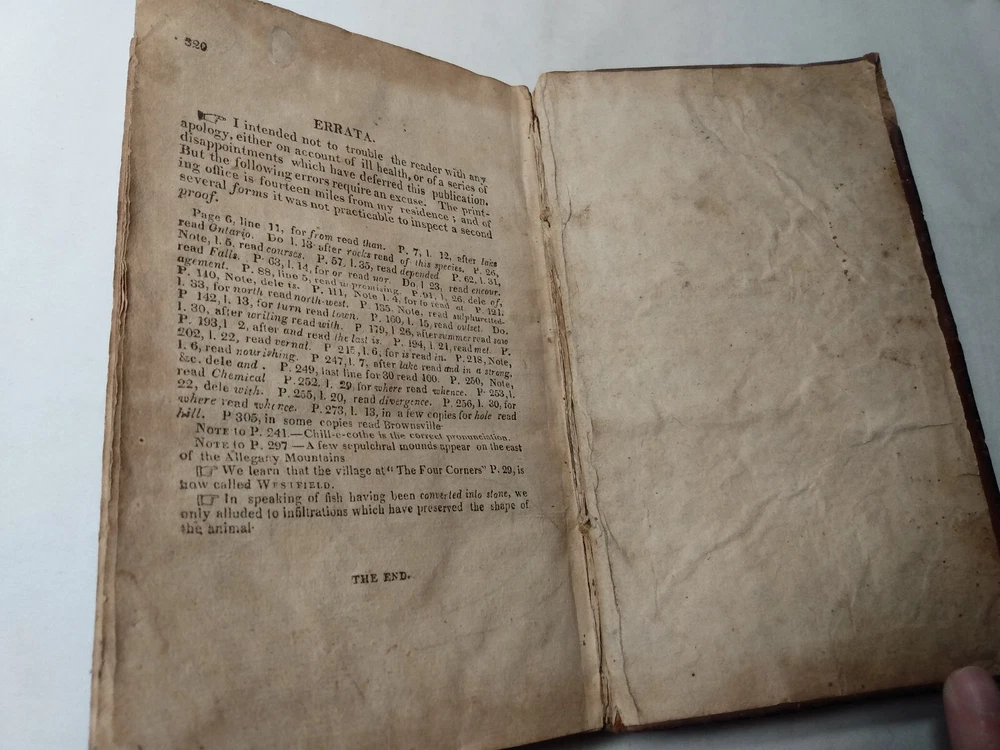 320
ERRATA.
☞ I intended not to trouble the reader with any
apology, either on account of ill health, or of a series of
disappointments which have deferred this publication.
But the following errors require an excuse. The print-
ing office is fourteen miles from my residence; and of
several forms it was not practicable to inspect a second
proof.
Page 6, line 11, for from read than. P. 7, l. 12, after lake
read Ontario. Do l. 13 after rocks read of this species. P. 26,
Note, l. 5, read courses. P. 57, l. 35, read depended P. 62, l. 31,
read Falls. P. 63, l. 14, for or read nor. Do, l 23, read encour-
agement. P. 88, line 5, read unpromising. P. 91, l. 26, dele of,
P. 110, Note, dele is. P. 111, Note l. 4, for to read at P. 121,
l. 33, for north read north-west. P. 135, Note, read sulphuretted.
P 142, l. 13, for turn read town. P. 160, l. 15, read outset. Do,
l. 30, after writing read with. P 179, l 26, after summer read saw
P. 193, l 2, after and read the last is. P. 194, l. 21, read met. P.
202, l. 22, read vernal. P 215, l. 6, for is read in. P. 218, Note,
l. 6, read nourishing. P 247, l. 7, after lake read and in a strong,
&c. dele and . P. 249, last line for 30 read 100. P. 250, Note,
read Chemical P. 252, l. 29, for where read whence. P 253, l.
22, dele with. P. 255, l. 20, read divergence. P. 256, l. 30, for
where read whence. P. 273, l. 13, in a few copies for hole read
hill. P 305, in some copies read Brownsville
NOTE to P. 241.—Chill-e-cothe is the correct pronunciation.
NOTE to P. 297 —A few sepulchral mounds appear on the east
of the Allegany Mountains
☞ We learn that the village at "The Four Corners" P. 29, is
now called WESTFIELD.
☞ In speaking of fish having been converted into stone, we
only alluded to infiltrations which have preserved the shape of
the animal·
THE END.